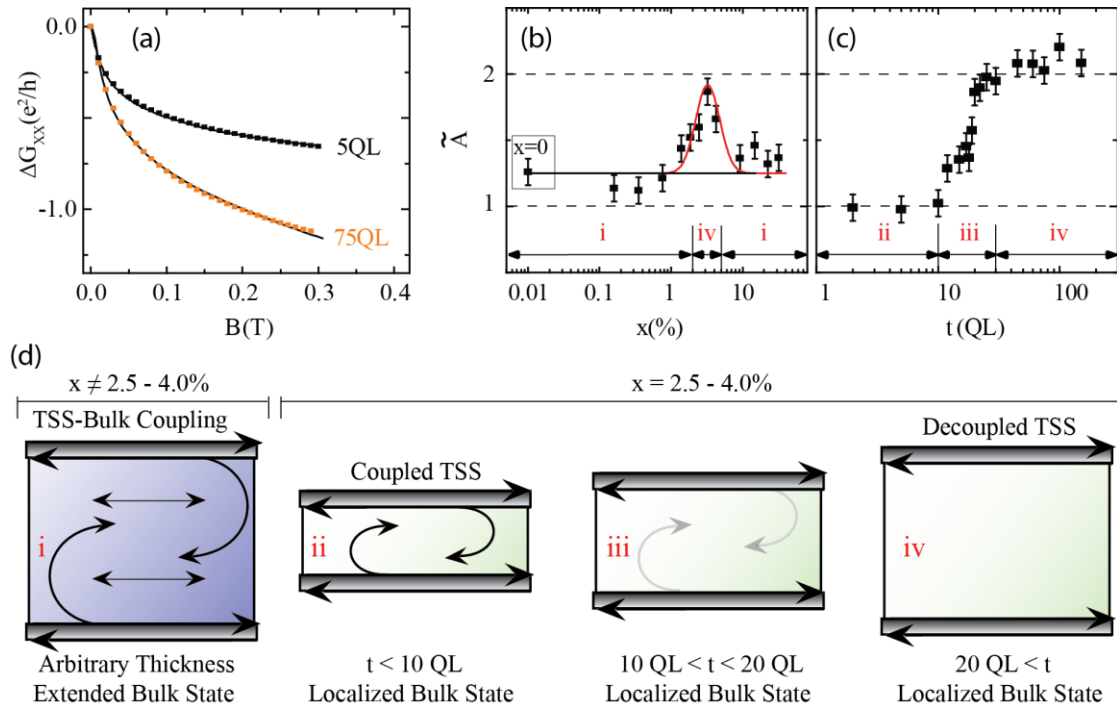 (a)
ΔG_XX(e²/h)
0.0
-1.0
5QL
75QL
0.0 0.1 0.2 0.3
B(T)
(b)
Ã
2
1
x=0
i iv i
0.01 0.1 1 10
x(%)
(c)
ii iii iv
1 10 100
t (QL)
(d)
x ≠ 2.5 - 4.0%
x = 2.5 - 4.0%
TSS-Bulk Coupling
Coupled TSS
Decoupled TSS
i
ii
iii
iv
Arbitrary Thickness
Extended Bulk State
t < 10 QL
Localized Bulk State
10 QL < t < 20 QL
Localized Bulk State
20 QL < t
Localized Bulk State